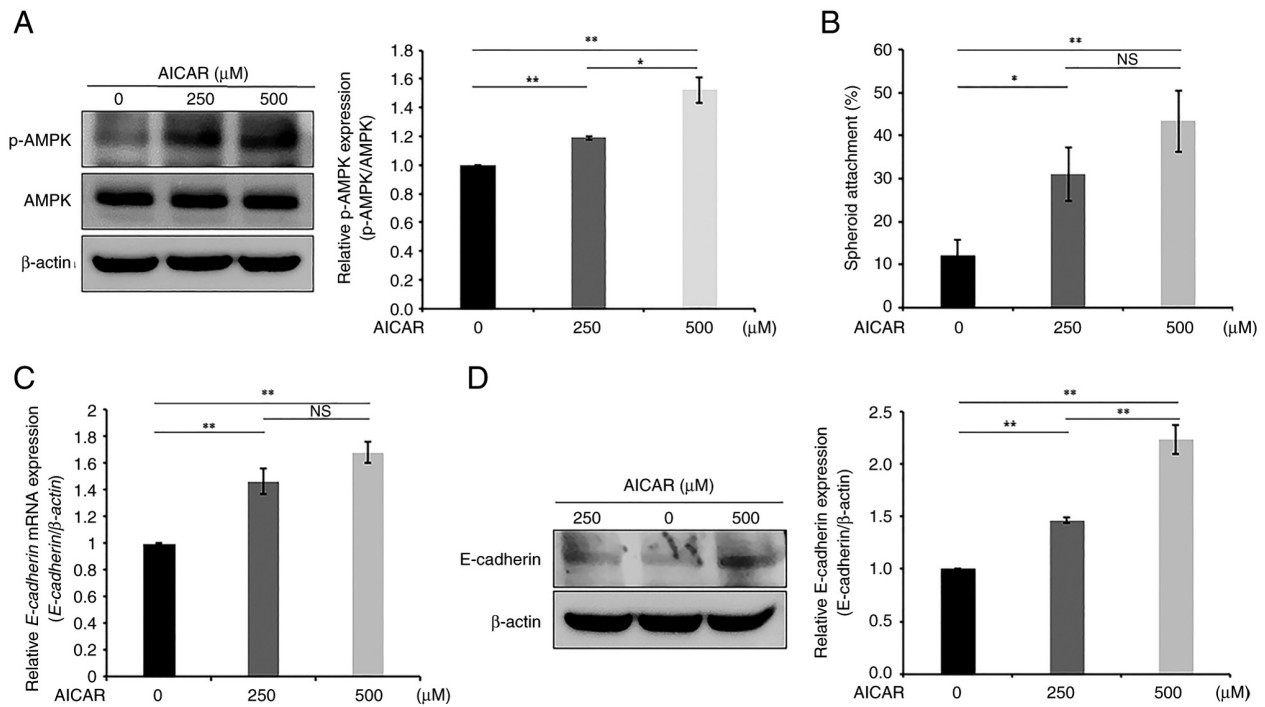 A
AICAR (μM)
0 250 500
p-AMPK
AMPK
β-actin
Relative p-AMPK expression
(p-AMPK/AMPK)
1.8
1.6
1.4
1.2
1.0
0.8
0.6
0.4
0.2
0.0
**
**
*
AICAR 0 250 500 (μM)
B
Spheroid attachment (%)
60
50
40
30
20
10
0
**
NS
*
AICAR 0 250 500 (μM)
C
Relative E-cadherin mRNA expression
(E-cadherin/β-actin)
2
1.8
1.6
1.4
1.2
1
0.8
0.6
0.4
0.2
0
**
NS
**
AICAR 0 250 500 (μM)
D
AICAR (μM)
250 0 500
E-cadherin
β-actin
Relative E-cadherin expression
(E-cadherin/β-actin)
2.5
2.0
1.5
1.0
0.5
0.0
**
**
**
AICAR 0 250 500 (μM)